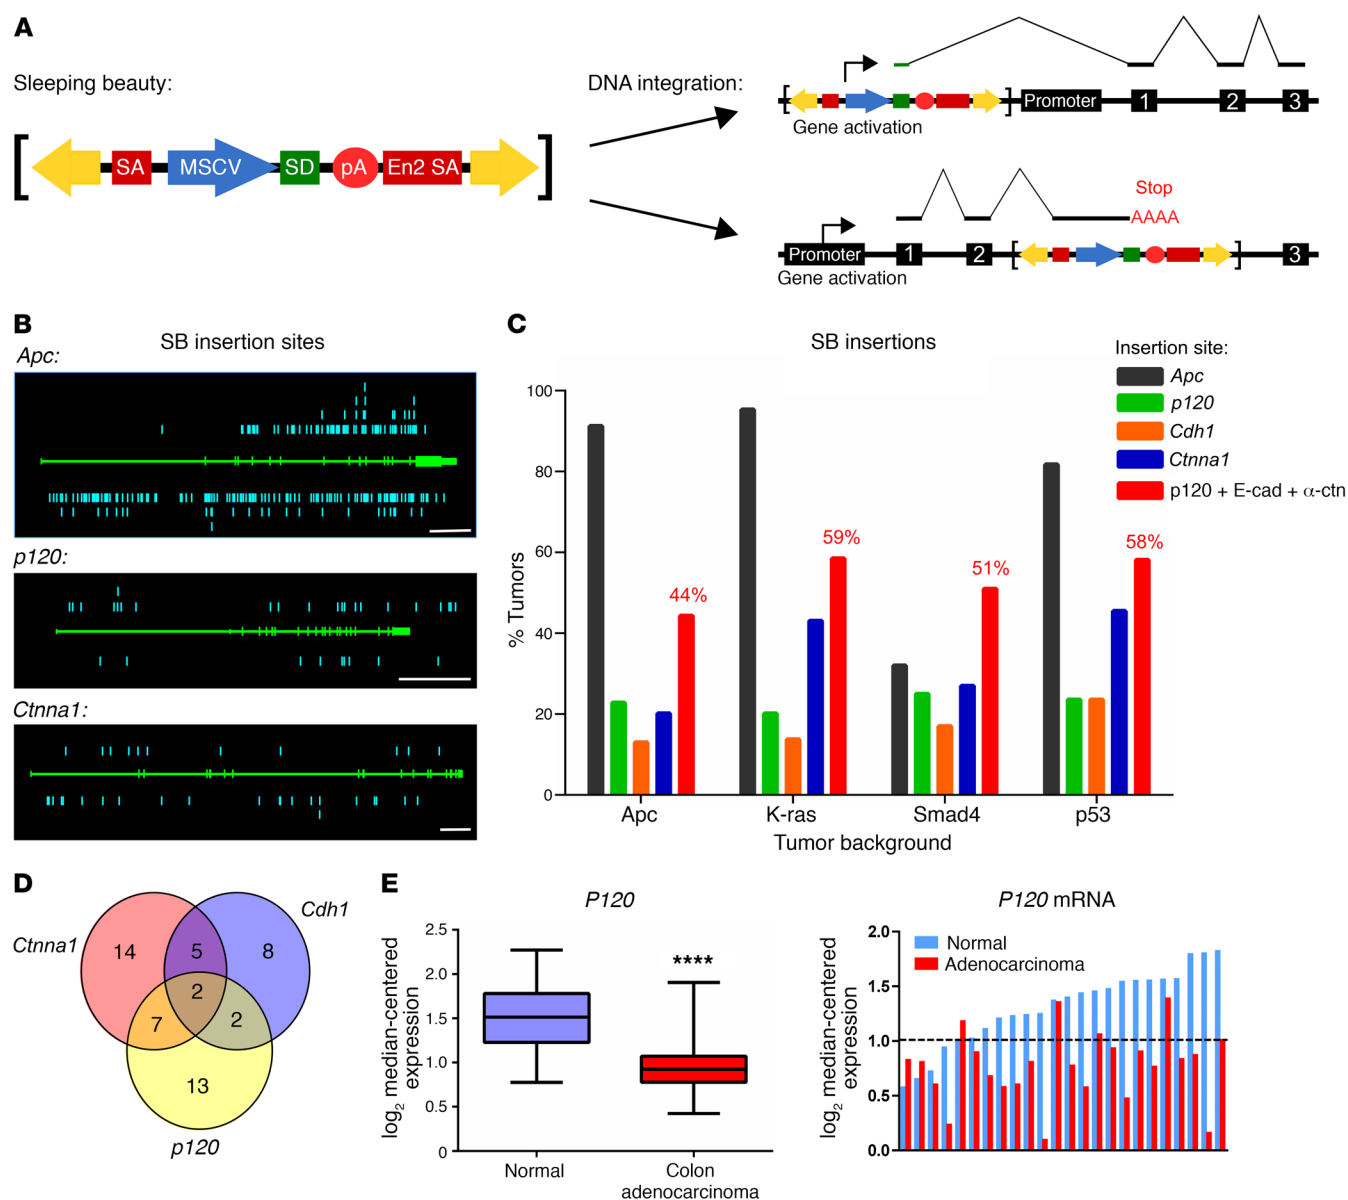 A
Sleeping beauty:
SA MSCV SD pA En2 SA
DNA integration:
Promoter 1 2 3
Gene activation
Stop
AAAA
Promoter 1 2 3
Gene activation
B
SB insertion sites
Apc:
p120:
Ctnna1:
C
SB insertions
Insertion site:
Apc
p120
Cdh1
Ctnna1
p120 + E-cad + α-ctn
% Tumors
100
80
60
40
20
0
44%
59%
51%
58%
Apc K-ras Smad4 p53
Tumor background
D
Ctnna1
Cdh1
14 5 8
2
7 2
13
p120
E
P120
log2 median-centered
expression
2.5
2.0
1.5
1.0
0.5
0
****
Normal
Colon
adenocarcinoma
P120 mRNA
log2 median-centered
expression
2.0
1.5
1.0
0.5
0.0
Normal
Adenocarcinoma